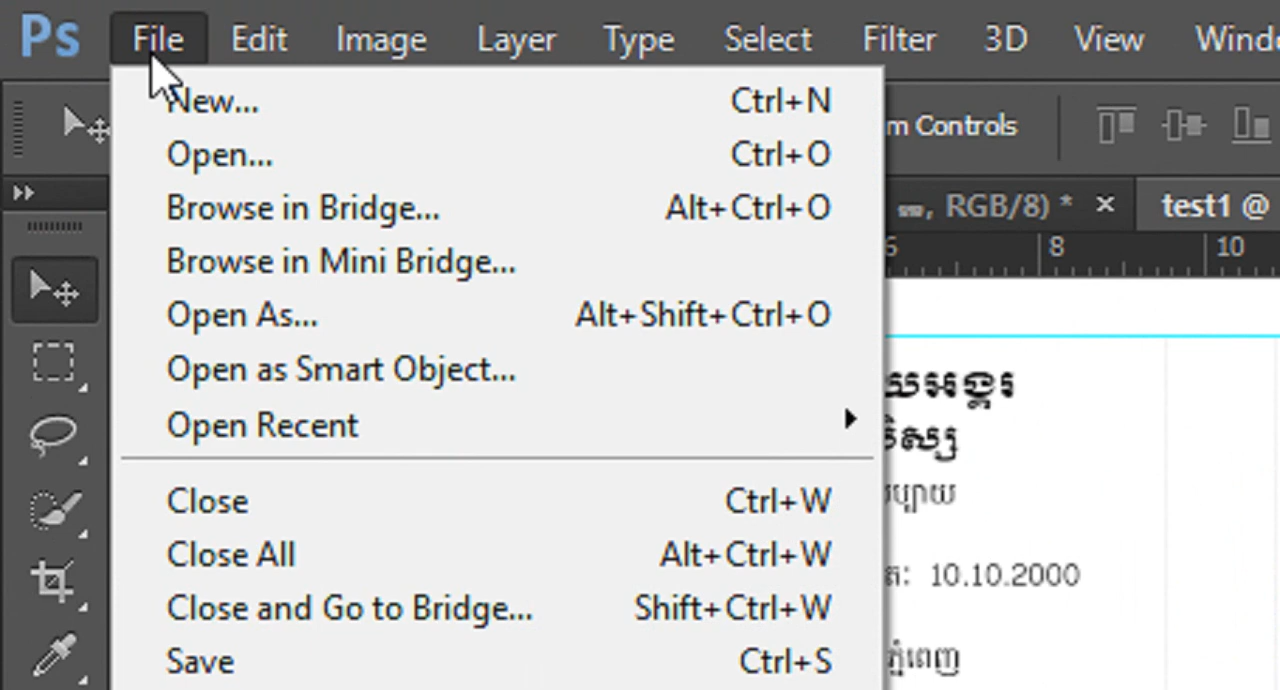 Ps File Edit Image Layer Type Select Filter 3D View
New... Ctrl+N
Open... Ctrl+O
m Controls
Browse in Bridge... Alt+Ctrl+O
, RGB/8) * × test1 @
Browse in Mini Bridge...
6 8 10
Open As... Alt+Shift+Ctrl+O
Open as Smart Object...
Open Recent
Close Ctrl+W
Close All Alt+Ctrl+W
10.10.2000
Close and Go to Bridge... Shift+Ctrl+W
Save Ctrl+S